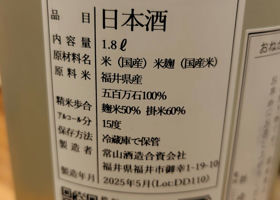 品目 日本酒
内容量 1.8ℓ
原材料名 米(国産)米麹(国産米)
原料米 福井県産
五百万石100%
精米歩合 麹米50% 掛米60%
アルコール分 15度
保存方法 冷蔵庫で保管
製造者 常山酒造合資会社
福井県福井市御幸1-19-10
製造年月 2025年5月(Lot:DD110)
おね